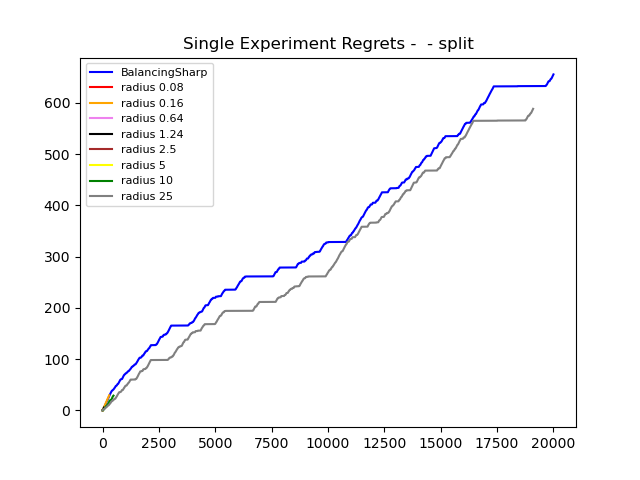 Single Experiment Regrets -  - split
BalancingSharp
radius 0.08
radius 0.16
radius 0.64
radius 1.24
radius 2.5
radius 5
radius 10
radius 25
600
500
400
300
200
100
0
0 2500 5000 7500 10000 12500 15000 17500 20000